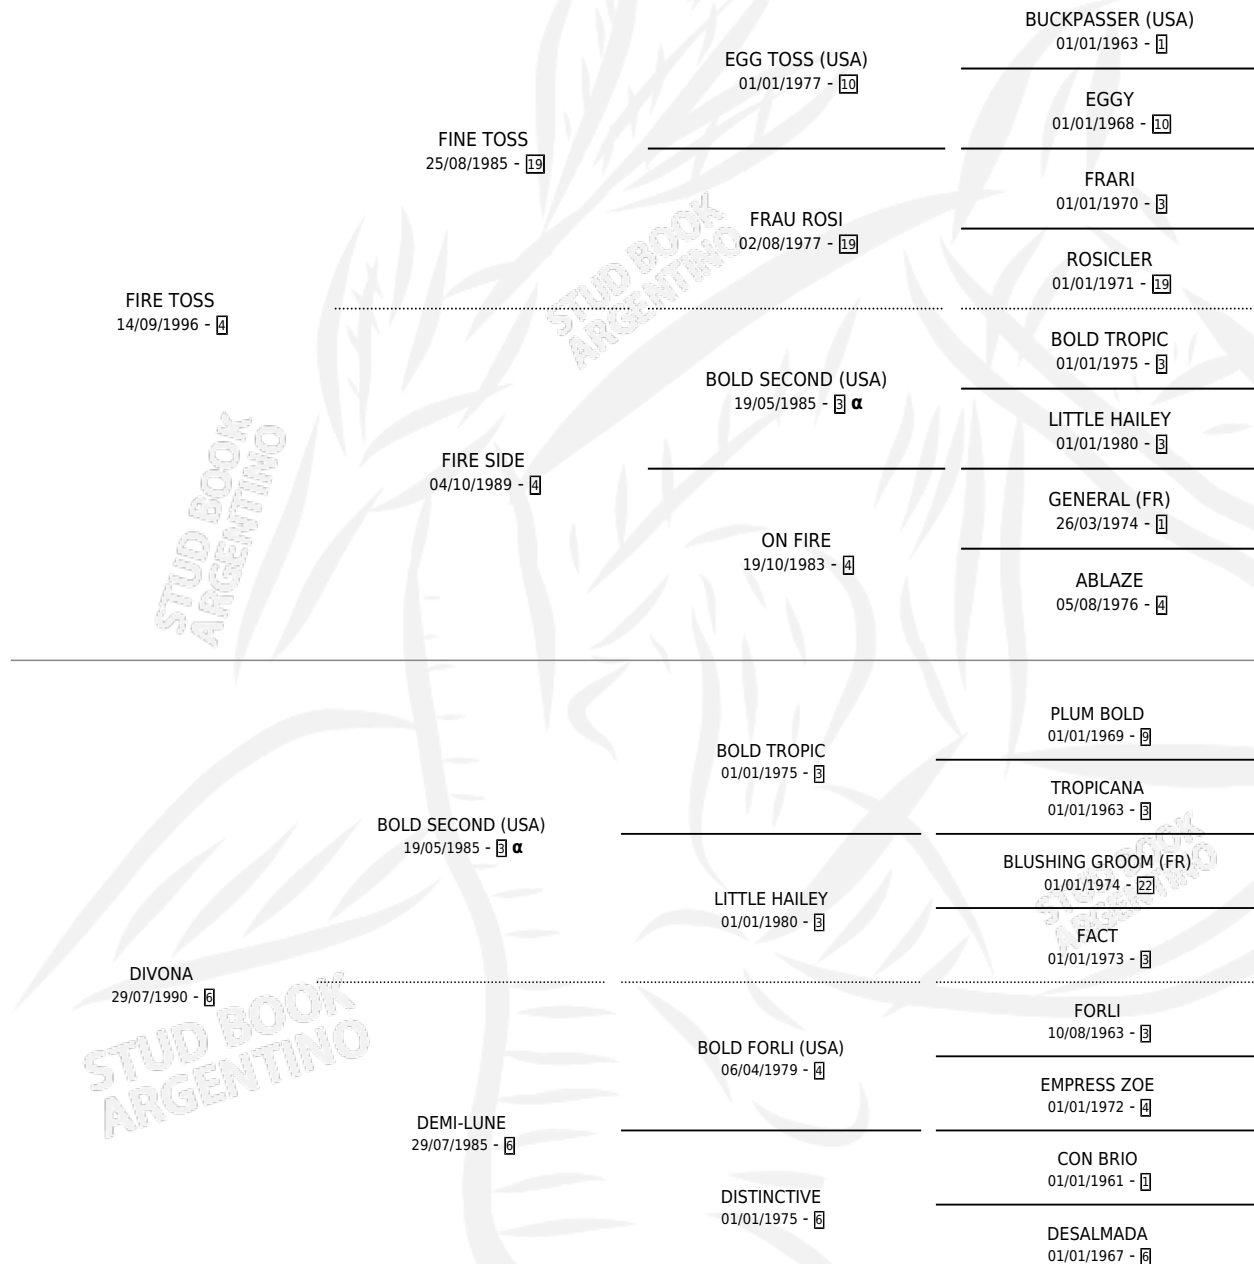 BUCKPASSER (USA)
01/01/1963 - 1
EGG TOSS (USA)
01/01/1977 - 10
EGGY
01/01/1968 - 10
FINE TOSS
25/08/1985 - 19
FRARI
01/01/1970 - 3
FRAU ROSI
02/08/1977 - 19
ROSICLER
01/01/1971 - 19
FIRE TOSS
14/09/1996 - 4
BOLD TROPIC
01/01/1975 - 3
BOLD SECOND (USA)
19/05/1985 - 3 α
LITTLE HAILEY
01/01/1980 - 3
FIRE SIDE
04/10/1989 - 4
GENERAL (FR)
26/03/1974 - 1
ON FIRE
19/10/1983 - 4
ABLAZE
05/08/1976 - 4
PLUM BOLD
01/01/1969 - 9
BOLD TROPIC
01/01/1975 - 3
TROPICANA
01/01/1963 - 3
BOLD SECOND (USA)
19/05/1985 - 3 α
BLUSHING GROOM (FR)
01/01/1974 - 22
LITTLE HAILEY
01/01/1980 - 3
FACT
01/01/1973 - 3
DIVONA
29/07/1990 - 6
FORLI
10/08/1963 - 3
BOLD FORLI (USA)
06/04/1979 - 4
EMPRESS ZOE
01/01/1972 - 4
DEMI-LUNE
29/07/1985 - 6
CON BRIO
01/01/1961 - 1
DISTINCTIVE
01/01/1975 - 6
DESALMADA
01/01/1967 - 6
STUD BOOK
ARGENTINO
STUD BOOK
ARGENTINO
STUD BOOK
ARGENTINO
STUD BOOK
ARGENTINO